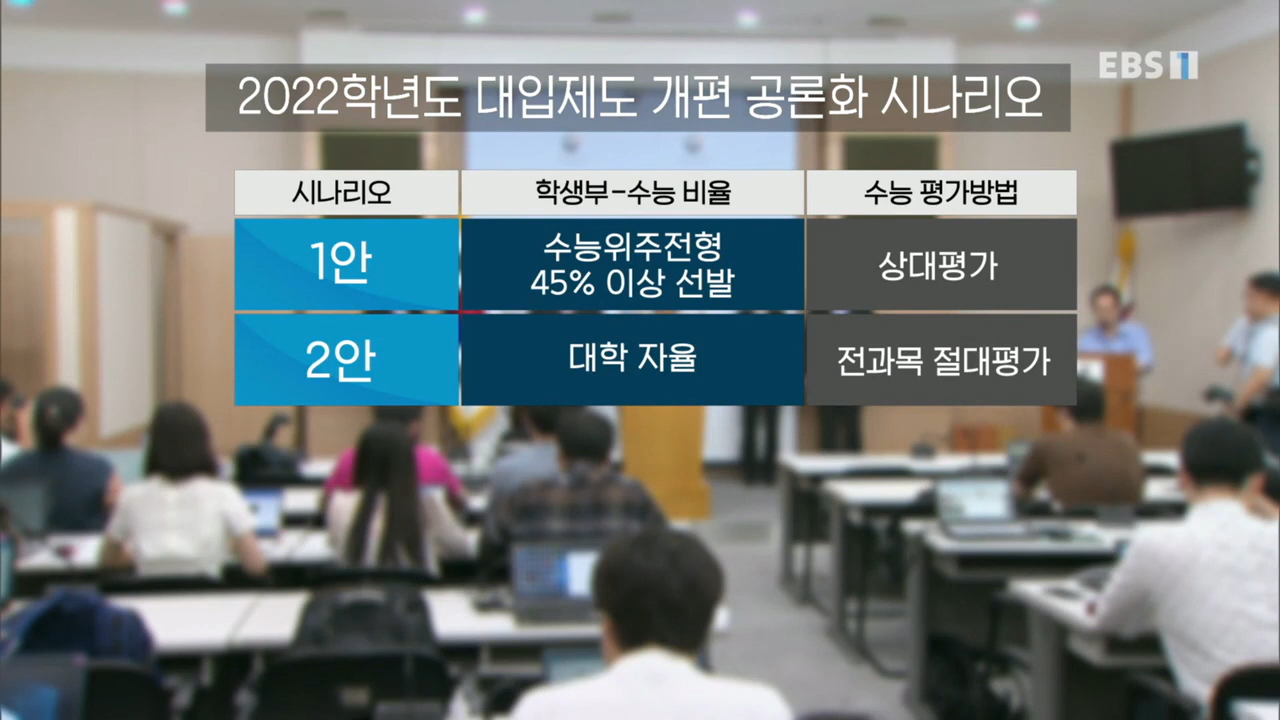 EBS 1
2022학년도 대입제도 개편 공론화 시나리오
시나리오 학생부-수능 비율 수능 평가방법
1안 수능위주전형 45% 이상 선발 상대평가
2안 대학 자율 전과목 절대평가